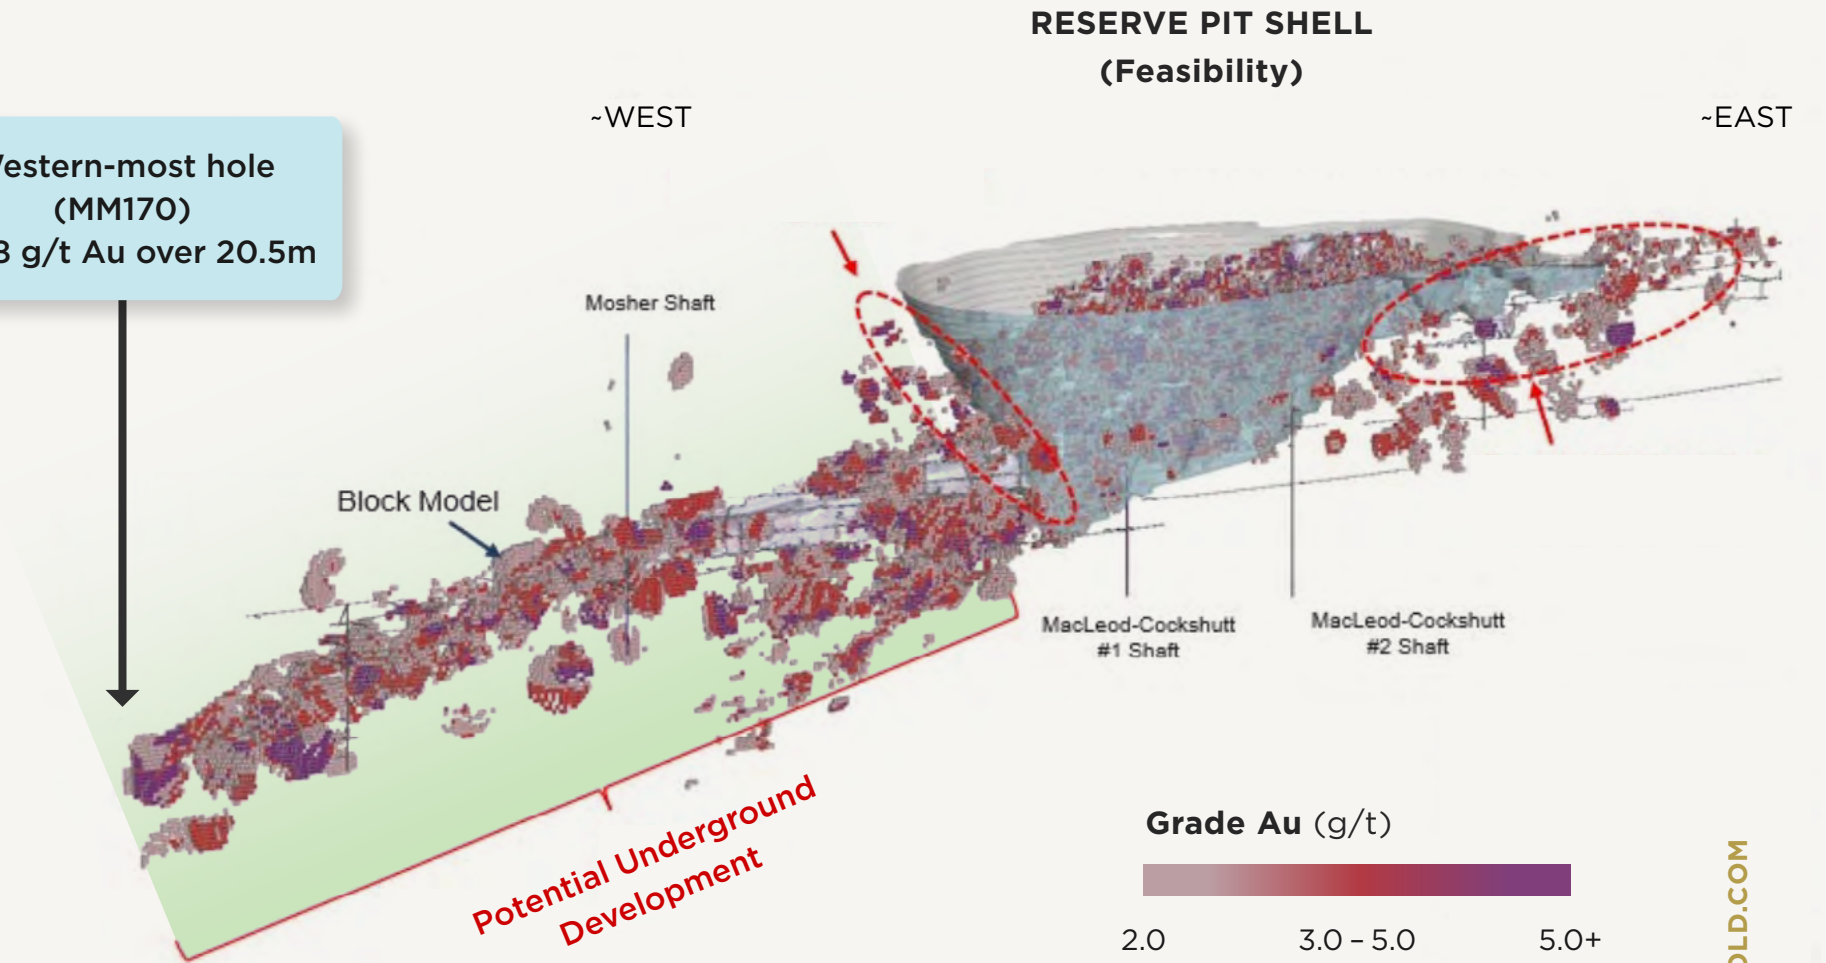 RESERVE PIT SHELL
(Feasibility)
~WEST
~EAST
estern-most hole
(MM170)
8 g/t Au over 20.5m
Mosher Shaft
Block Model
MacLeod-Cockshutt
#1 Shaft
MacLeod-Cockshutt
#2 Shaft
Potential Underground
Development
Grade Au (g/t)
2.0
3.0 – 5.0
5.0+
OLD.COM